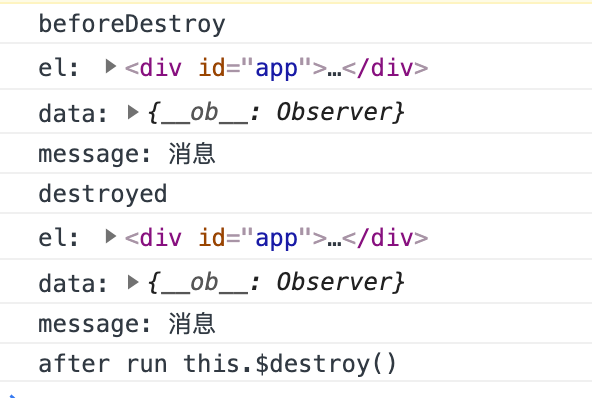 beforeDestroy
el: ▶<div id="app">…</div>
data: ▶{__ob__: Observer}
message: 消息
destroyed
el: ▶<div id="app">…</div>
data: ▶{__ob__: Observer}
message: 消息
after run this.$destroy()